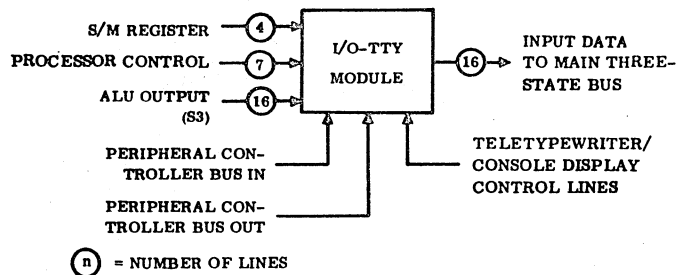 S/M REGISTER
4
PROCESSOR CONTROL
7
ALU OUTPUT
(S3)
16
I/O-TTY
MODULE
16
INPUT DATA
TO MAIN THREE-
STATE BUS
PERIPHERAL CON-
TROLLER BUS IN
PERIPHERAL CON-
TROLLER BUS OUT
TELETYPEWRITER/
CONSOLE DISPLAY
CONTROL LINES
n = NUMBER OF LINES